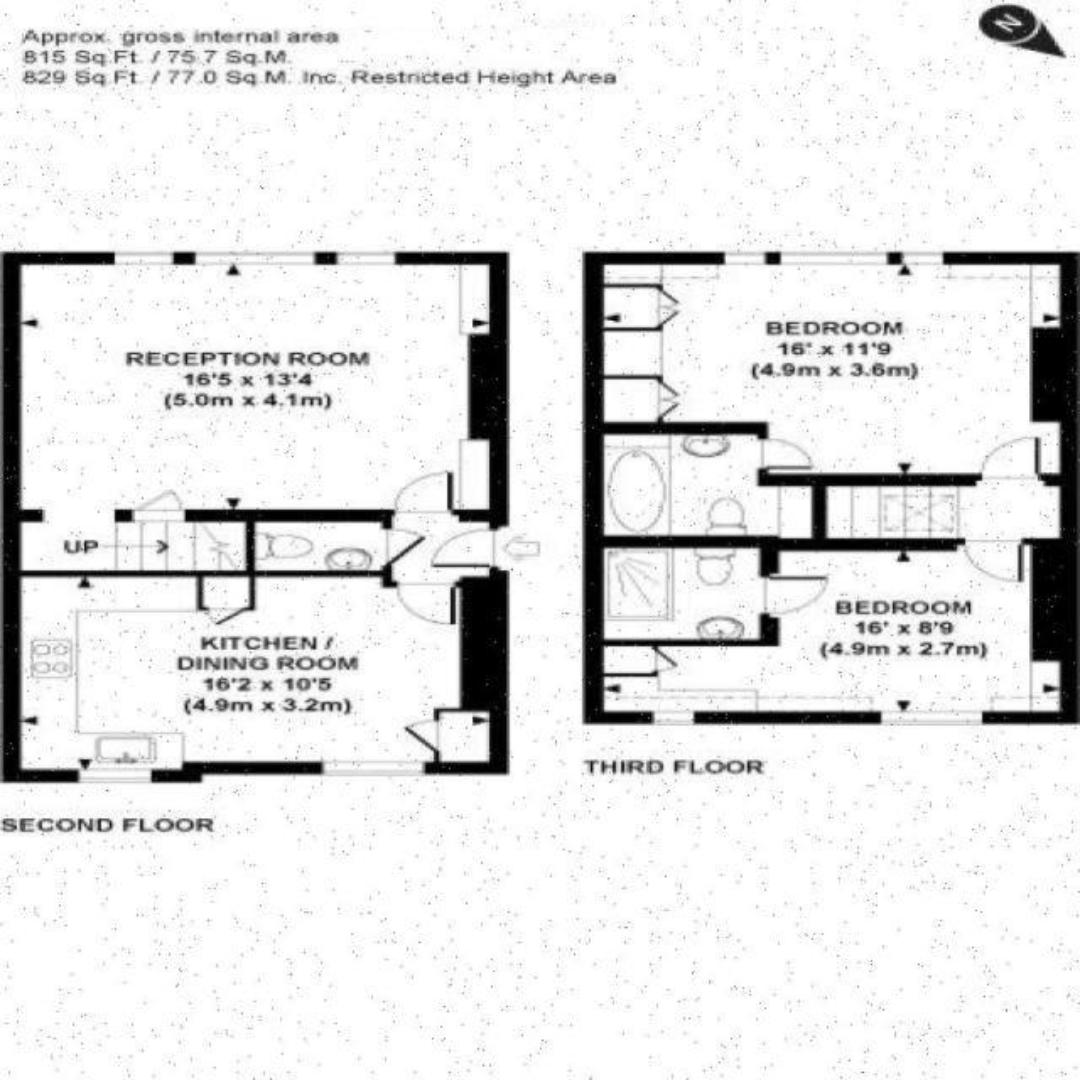 N
Approx. gross internal area
815 Sq.Ft. / 75.7 Sq.M.
829 Sq.Ft. / 77.0 Sq.M. Inc. Restricted Height Area
RECEPTION ROOM
16'5 x 13'4
(5.0m x 4.1m)
UP
KITCHEN /
DINING ROOM
16'2 x 10'5
(4.9m x 3.2m)
SECOND FLOOR
BEDROOM
16' x 11'9
(4.9m x 3.6m)
BEDROOM
16' x 8'9
(4.9m x 2.7m)
THIRD FLOOR